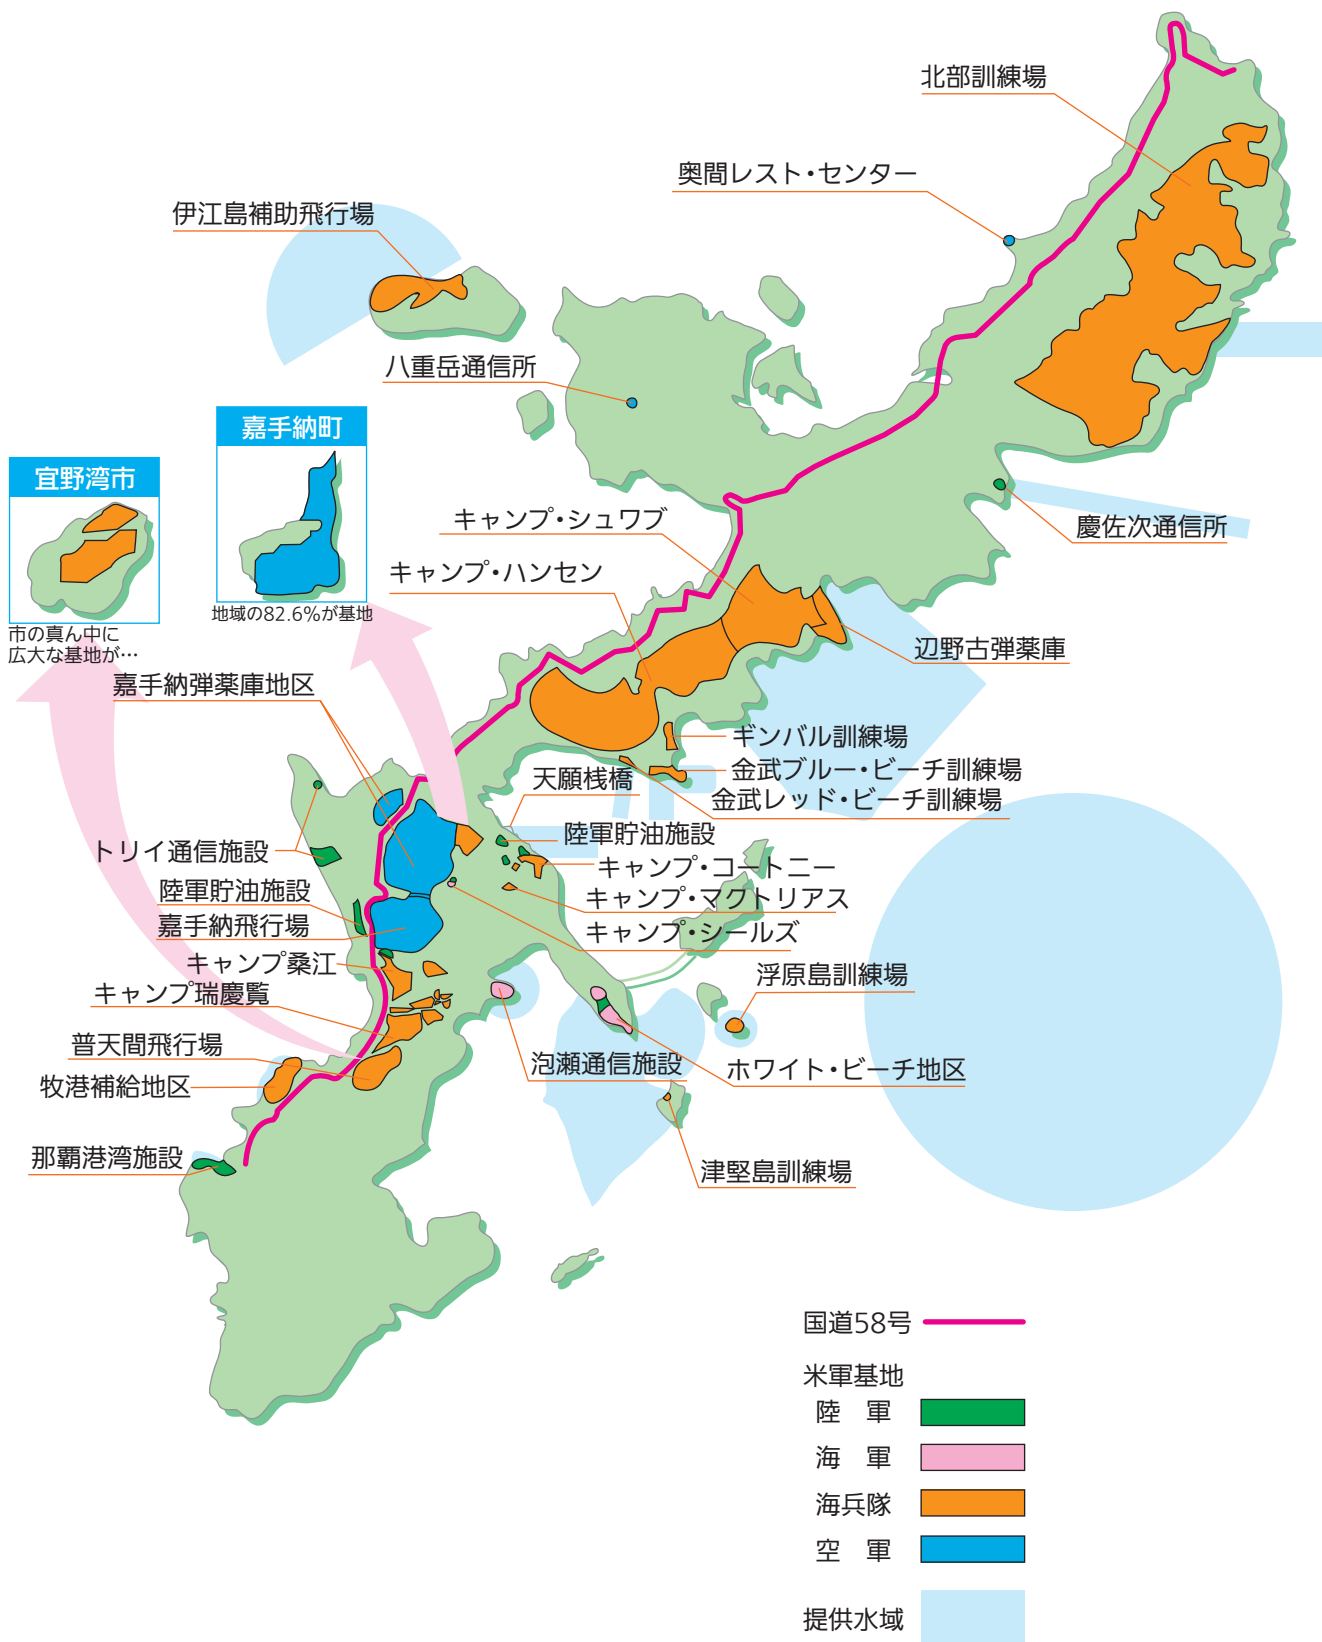 北部訓練場
奥間レスト・センター
伊江島補助飛行場
八重岳通信所
嘉手納町
宜野湾市
キャンプ・シュワブ
慶佐次通信所
キャンプ・ハンセン
地域の82.6%が基地
市の真ん中に
広大な基地が…
辺野古弾薬庫
嘉手納弾薬庫地区
ギンバル訓練場
金武ブルー・ビーチ訓練場
天願桟橋
金武レッド・ビーチ訓練場
陸軍貯油施設
トリイ通信施設
キャンプ・コートニー
陸軍貯油施設
キャンプ・マクトリアス
嘉手納飛行場
キャンプ・シールズ
キャンプ桑江
浮原島訓練場
キャンプ瑞慶覧
普天間飛行場
泡瀬通信施設
ホワイト・ビーチ地区
牧港補給地区
那覇港湾施設
津堅島訓練場
国道58号
米軍基地
陸　軍
海　軍
海兵隊
空　軍
提供水域